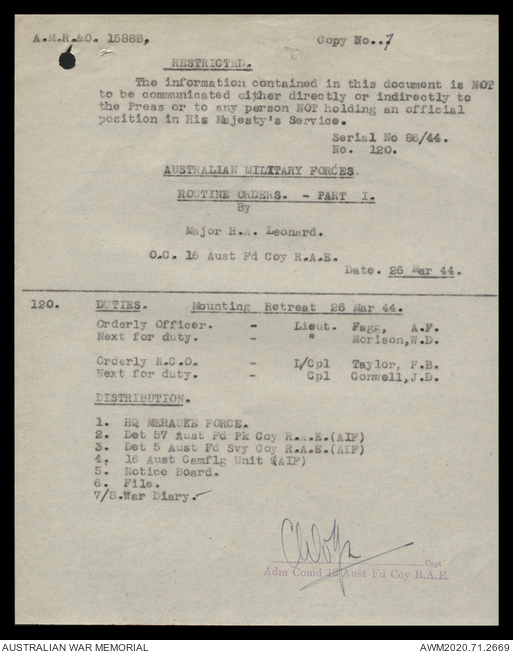 A.M.R.&O. 1588B. Copy No..7
RESTRICTED.
The information contained in this document is NOT
to be communicated either directly or indirectly to
the Press or to any person NOT holding an official
position in His Majesty's Service.
Serial No 86/44.
No. 120.
AUSTRALIAN MILITARY FORCES.
ROUTINE ORDERS. - PART I.
By
Major H.A. Leonard.
O.C. 16 Aust Fd Coy R.A.E.
Date. 26 Mar 44.
120. DUTIES. Mounting Retreat 26 Mar 44.
Orderly Officer. - Lieut. Fagg, A.F.
Next for duty. - " Morison,W.D.
Orderly N.C.O. - L/Cpl Taylor, F.B.
Next for duty. - Cpl Conwell,J.D.
DISTRIBUTION.
1. HQ MERAUKE FORCE.
2. Det 57 Aust Fd Pk Coy R.A.E.(AIF)
3. Det 5 Aust Fd Svy Coy R.A.E.(AIF)
4. 16 Aust Camflg Unit (AIF)
5. Notice Board.
6. File.
7/8.War Diary.
Capt
Adm Comd 16 Aust Fd Coy R.A.E.
AUSTRALIAN WAR MEMORIAL AWM2020.71.2669